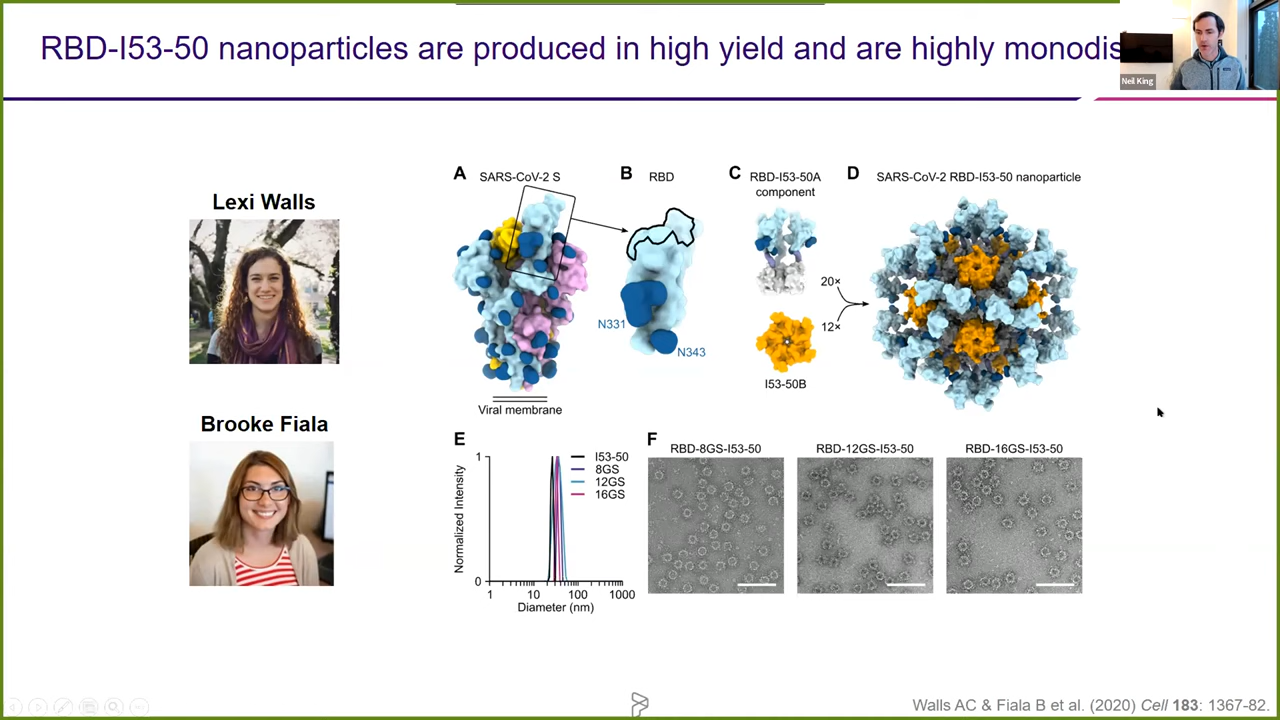 RBD-I53-50 nanoparticles are produced in high yield and are highly monodis
Neil King
Lexi Walls
Brooke Fiala
A
SARS-CoV-2 S
B
RBD
C
RBD-I53-50A
component
D
SARS-CoV-2 RBD-I53-50 nanoparticle
N331
N343
20×
12×
I53-50B
Viral membrane
E
Normalized Intensity
1
0
I53-50
8GS
12GS
16GS
1
10
100
1000
Diameter (nm)
F
RBD-8GS-I53-50
RBD-12GS-I53-50
RBD-16GS-I53-50
Walls AC & Fiala B et al. (2020) Cell 183: 1367-82.